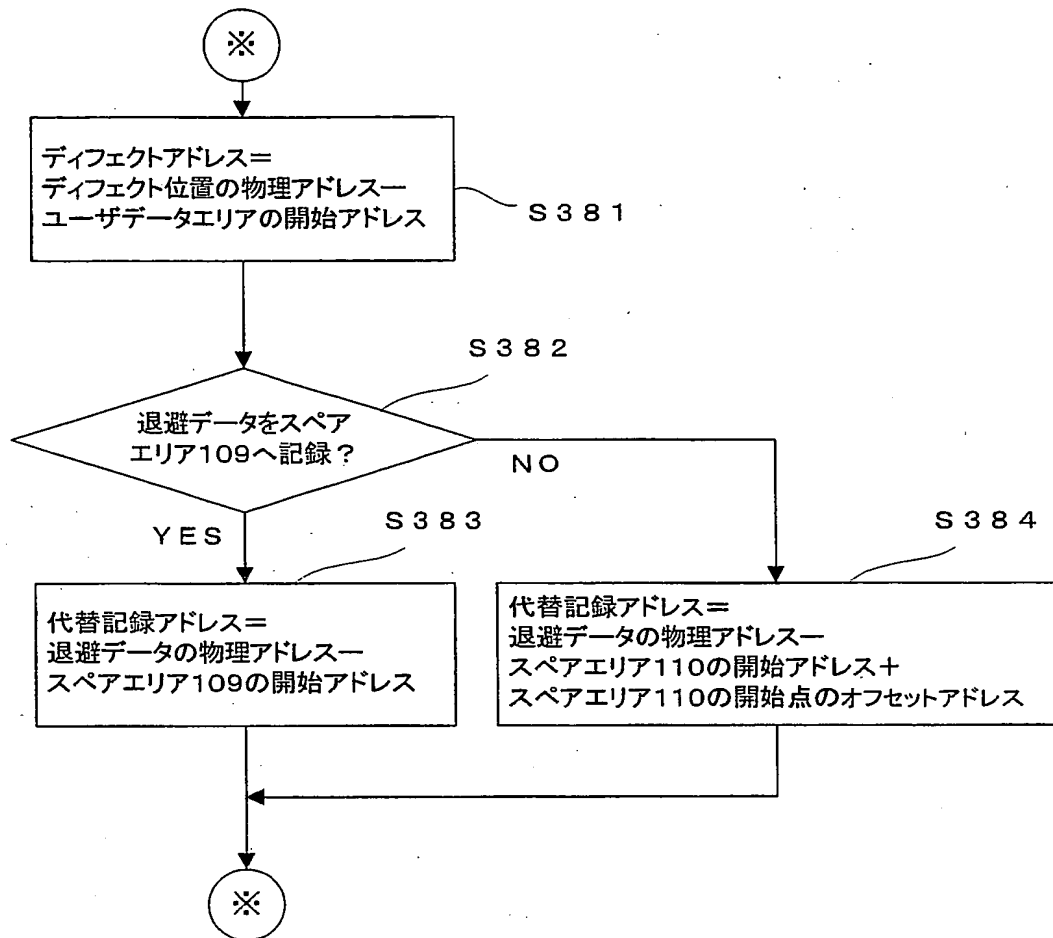 ※
ディフェクトアドレス＝
ディフェクト位置の物理アドレス－
ユーザデータエリアの開始アドレス
Ｓ３８１
Ｓ３８２
退避データをスペア
エリア109へ記録？
ＮＯ
ＹＥＳ
Ｓ３８３
Ｓ３８４
代替記録アドレス＝
退避データの物理アドレス－
スペアエリア109の開始アドレス
代替記録アドレス＝
退避データの物理アドレス－
スペアエリア110の開始アドレス＋
スペアエリア110の開始点のオフセットアドレス
※